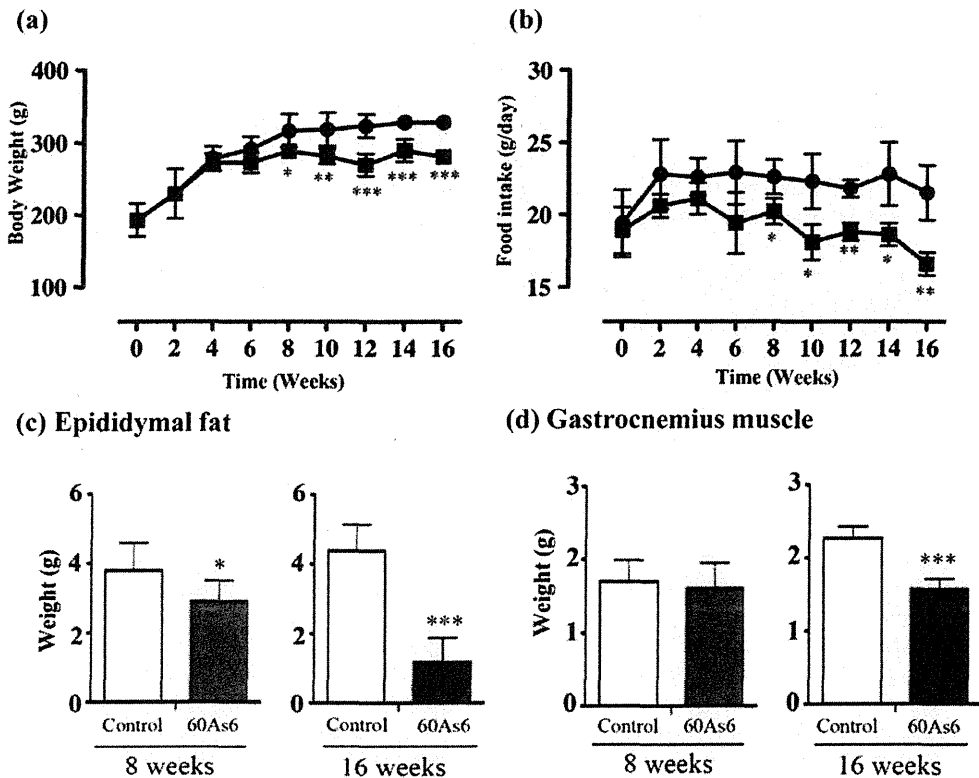 (a)
400
300
200
100
Body Weight (g)
*
**
***
***
***
0 2 4 6 8 10 12 14 16
Time (Weeks)
(b)
30
25
20
15
Food intake (g/day)
*
*
**
*
**
0 2 4 6 8 10 12 14 16
Time (Weeks)
(c) Epididymal fat
6
4
2
0
Weight (g)
*
Control 60As6
8 weeks
6
4
2
0
***
Control 60As6
16 weeks
(d) Gastrocnemius muscle
3
2
1
0
Weight (g)
Control 60As6
8 weeks
3
2
1
0
***
Control 60As6
16 weeks